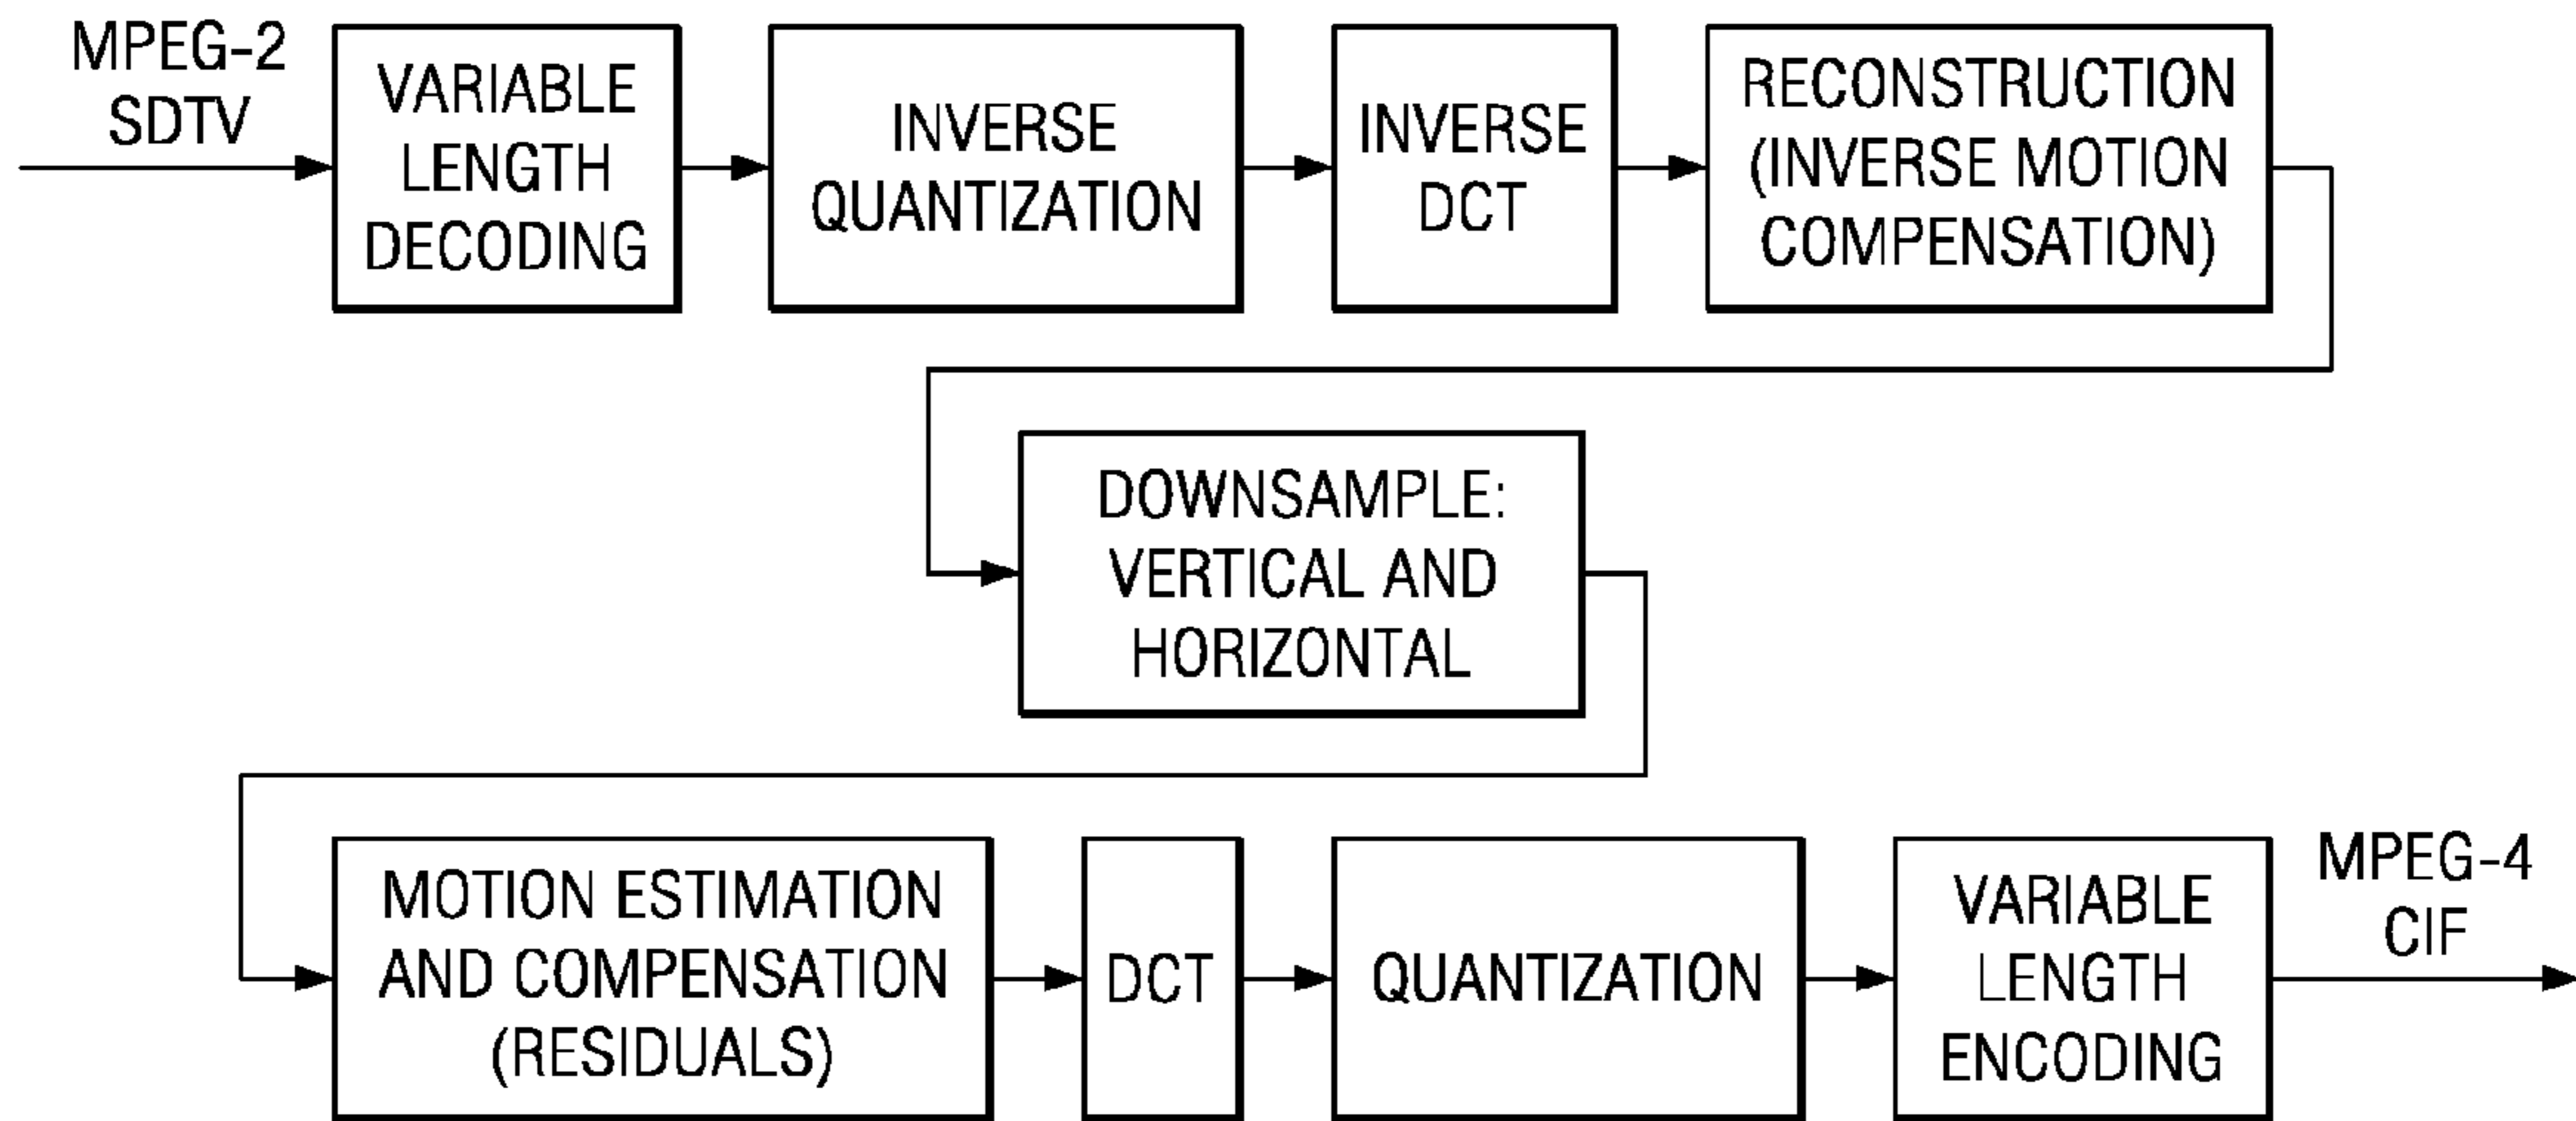 MPEG-2
SDTV
VARIABLE
LENGTH
DECODING
INVERSE
QUANTIZATION
INVERSE
DCT
RECONSTRUCTION
(INVERSE MOTION
COMPENSATION)
DOWNSAMPLE:
VERTICAL AND
HORIZONTAL
MOTION ESTIMATION
AND COMPENSATION
(RESIDUALS)
DCT
QUANTIZATION
VARIABLE
LENGTH
ENCODING
MPEG-4
CIF